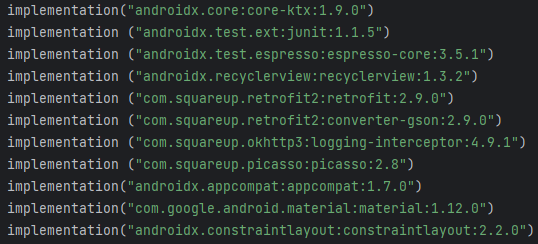 implementation("androidx.core:core-ktx:1.9.0")
implementation ("androidx.test.ext:junit:1.1.5")
implementation ("androidx.test.espresso:espresso-core:3.5.1")
implementation ("androidx.recyclerview:recyclerview:1.3.2")
implementation ("com.squareup.retrofit2:retrofit:2.9.0")
implementation ("com.squareup.retrofit2:converter-gson:2.9.0")
implementation ("com.squareup.okhttp3:logging-interceptor:4.9.1")
implementation ("com.squareup.picasso:picasso:2.8")
implementation("androidx.appcompat:appcompat:1.7.0")
implementation("com.google.android.material:material:1.12.0")
implementation("androidx.constraintlayout:constraintlayout:2.2.0")